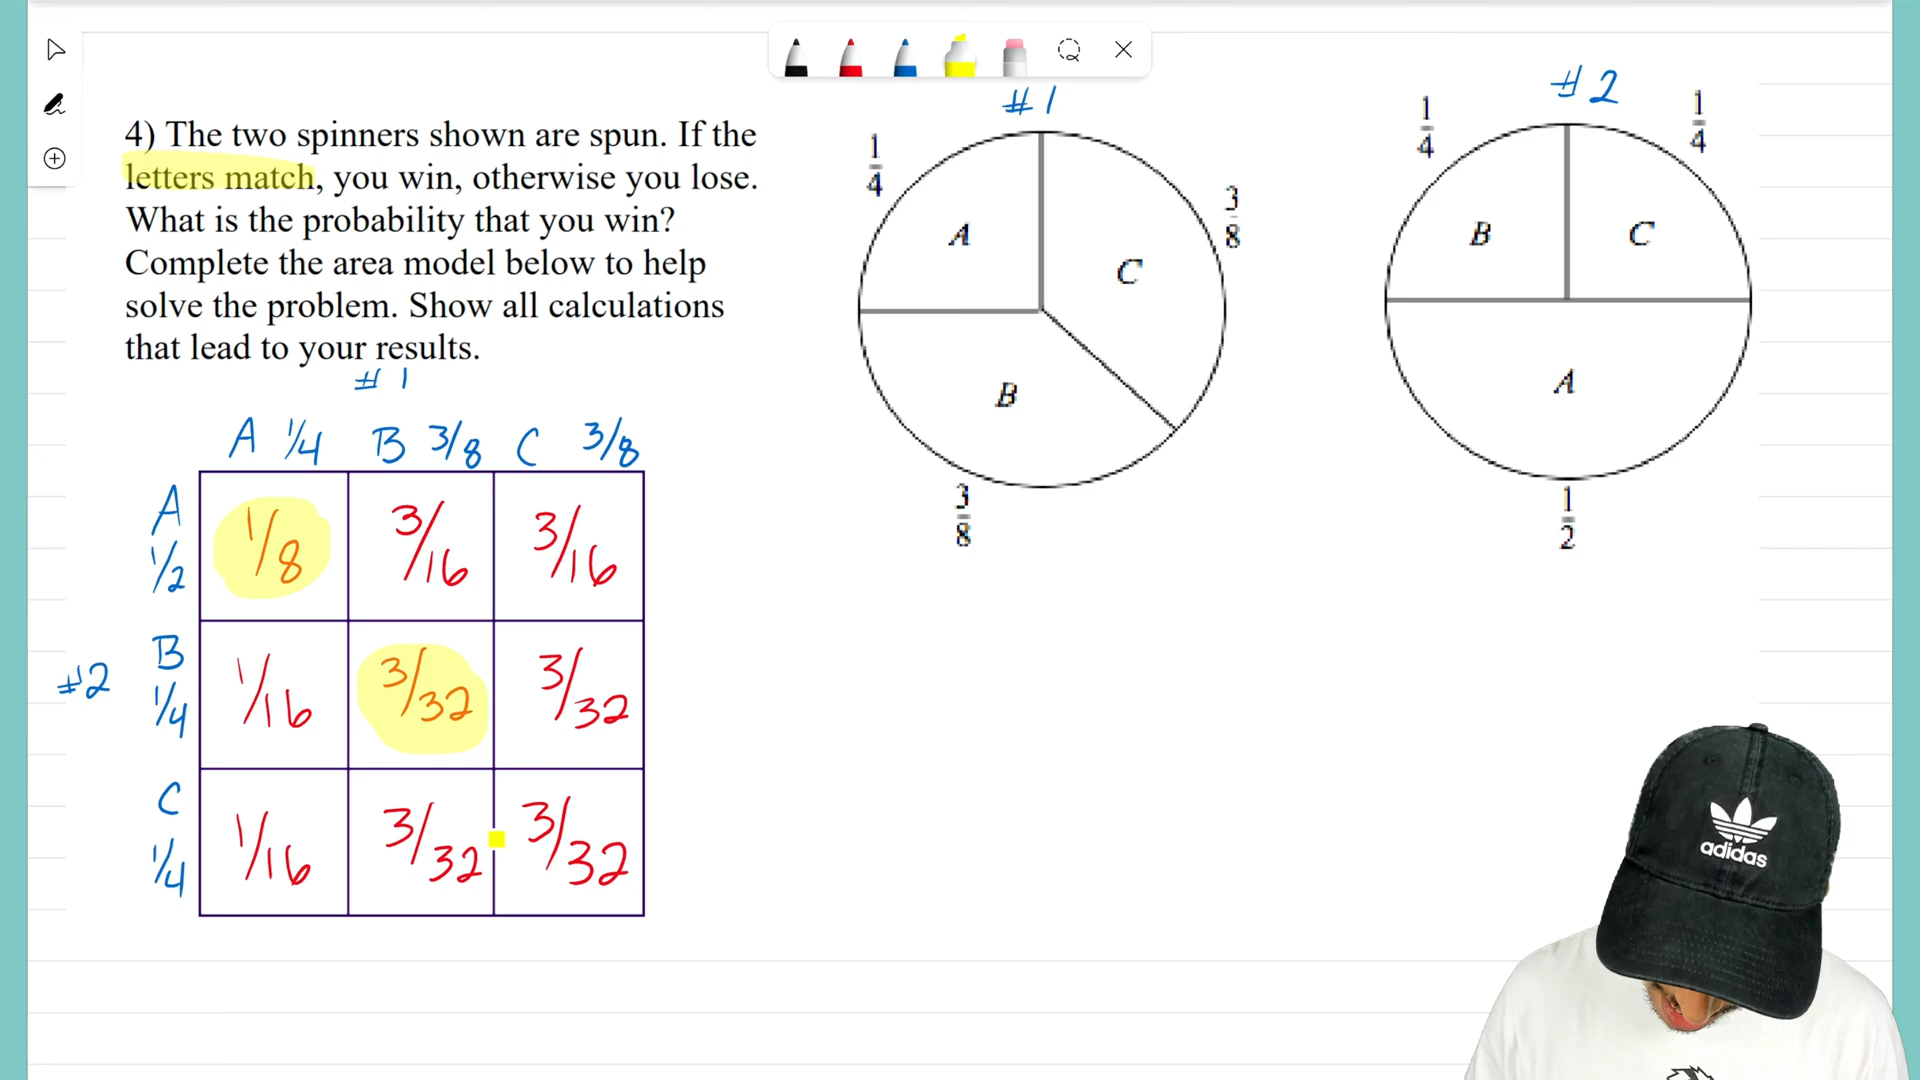 4) The two spinners shown are spun. If the
letters match, you win, otherwise you lose.
What is the probability that you win?
Complete the area model below to help
solve the problem. Show all calculations
that lead to your results.
#1
1/4
3/8
A
C
B
3/8
#2
1/4
1/4
B
C
A
1/2
#1
A 1/4 B 3/8 C 3/8
A 1/2 1/8 3/16 3/16
#2
B 1/4 1/16 3/32 3/32
C 1/4 1/16 3/32 3/32
adidas